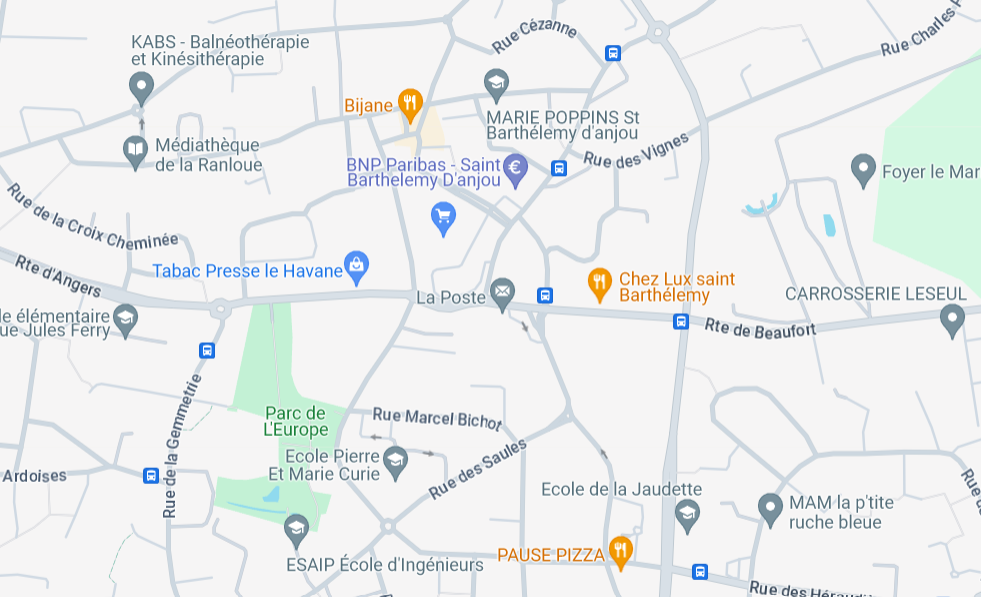 Rue Cézanne
Rue Charles
KABS - Balnéothérapie
et Kinésithérapie
Bijane
MARIE POPPINS St
Barthélemy d'anjou
Médiathèque
de la Ranloue
Rue des Vignes
BNP Paribas - Saint
Barthelemy D'anjou
€
Foyer le Mar
Rue de la Croix Cheminée
Rte d'Angers
Tabac Presse le Havane
La Poste
Chez Lux saint
Barthélemy
CARROSSERIE LESEUL
le élémentaire
ue Jules Ferry
Rte de Beaufort
Rue de la Gemmetrie
Parc de
L'Europe
Rue Marcel Bichot
Ecole Pierre
Et Marie Curie
Rue des Saules
Ardoises
Ecole de la Jaudette
MAM la p'tite
ruche bleue
Rue
ESAIP École d'Ingénieurs
PAUSE PIZZA
Rue des